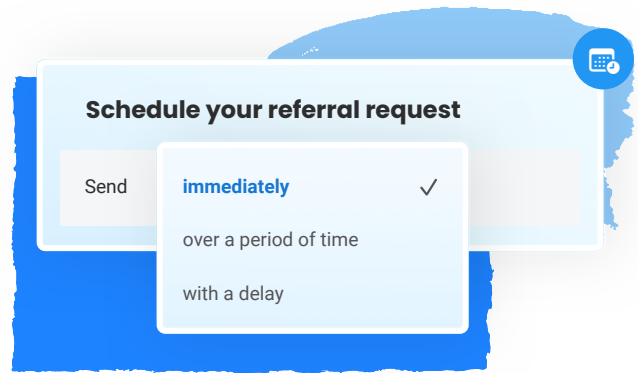 Schedule your referral request
Send immediately
over a period of time
with a delay